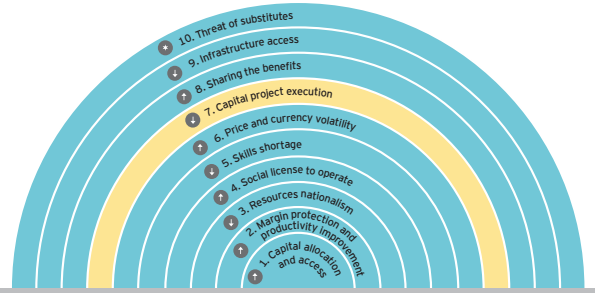 10. Threat of substitutes
9. Infrastructure access
8. Sharing the benefits
7. Capital project execution
6. Price and currency volatility
5. Skills shortage
4. Social license to operate
3. Resources nationalism
2. Margin protection and
productivity improvement
1. Capital allocation
and access